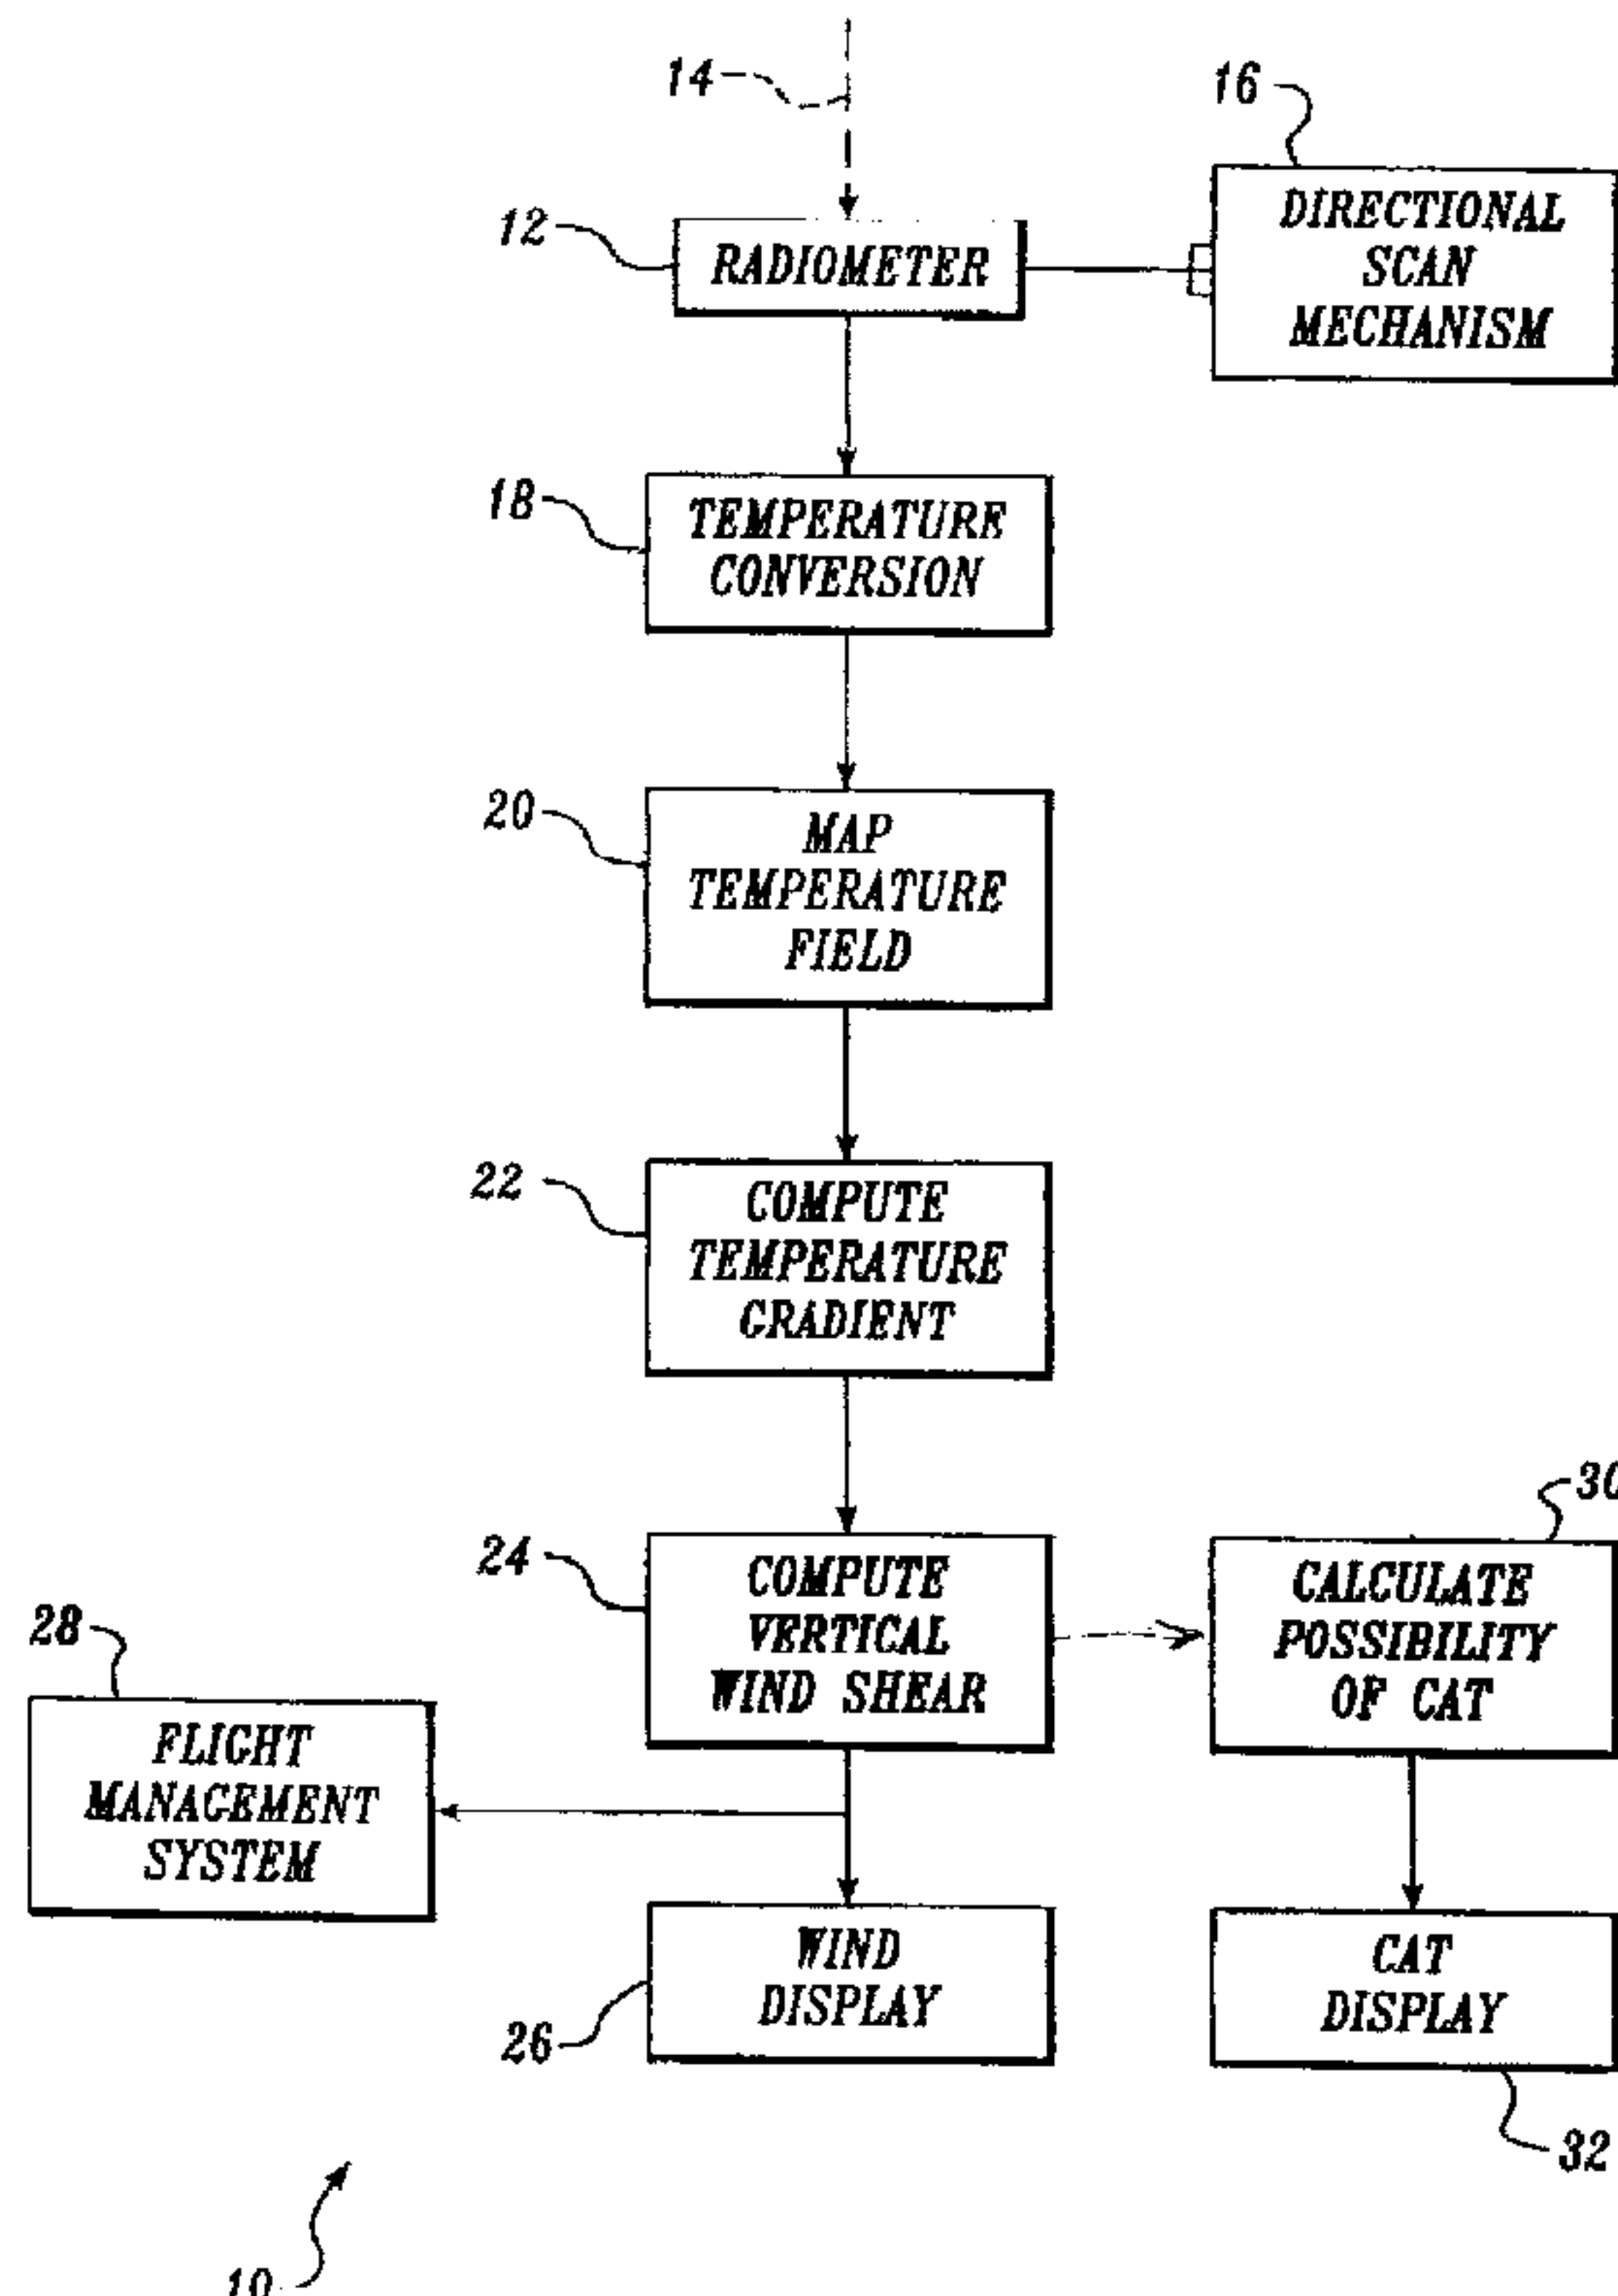 14
16
12
RADIOMETER
DIRECTIONAL
SCAN
MECHANISM
18
TEMPERATURE
CONVERSION
20
MAP
TEMPERATURE
FIELD
22
COMPUTE
TEMPERATURE
GRADIENT
30
24
COMPUTE
VERTICAL
WIND SHEAR
CALCULATE
POSSIBILITY
OF CAT
28
FLIGHT
MANAGEMENT
SYSTEM
WIND
DISPLAY
26
CAT
DISPLAY
32
10